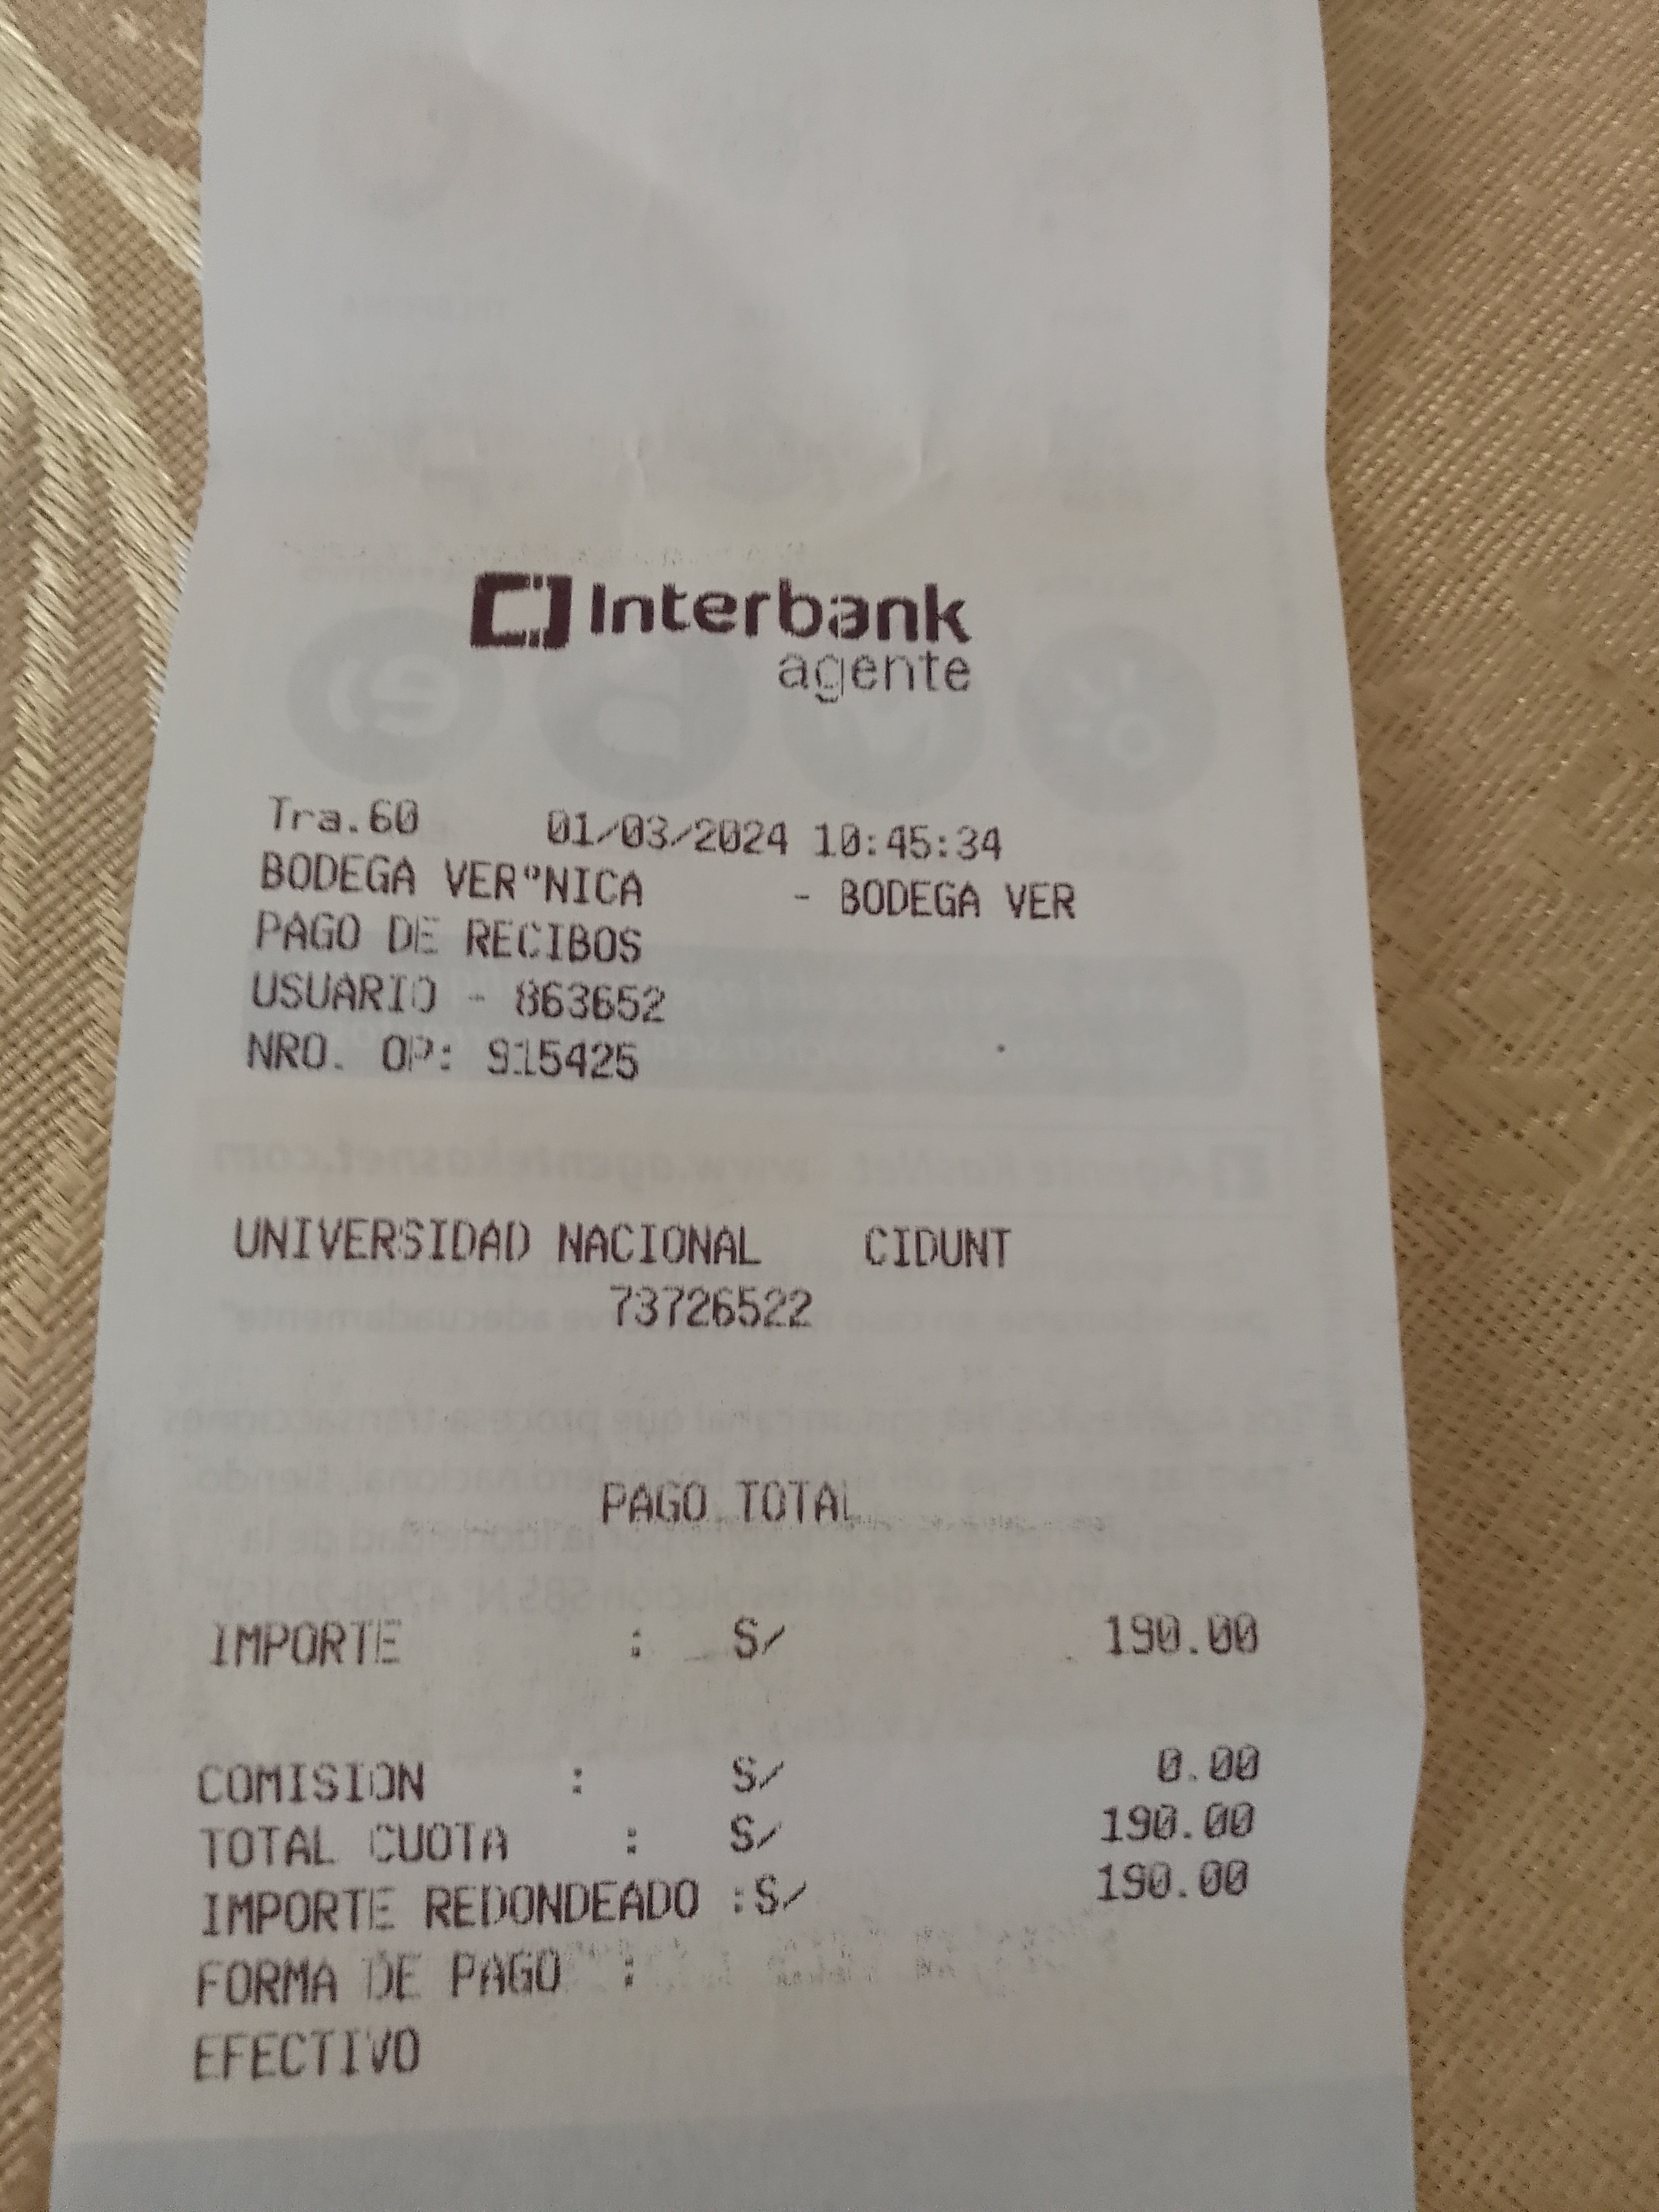 Interbank
agente
Tra.60 01/03/2024 10:45:34
BODEGA VERºNICA - BODEGA VER
PAGO DE RECIBOS
USUARIO - 863652
NRO. OP: 915425
UNIVERSIDAD NACIONAL CIDUNT
73726522
PAGO TOTAL
IMPORTE : S/ 190.00
COMISION : S/ 0.00
TOTAL CUOTA : S/ 190.00
IMPORTE REDONDEADO :S/ 190.00
FORMA DE PAGO :
EFECTIVO